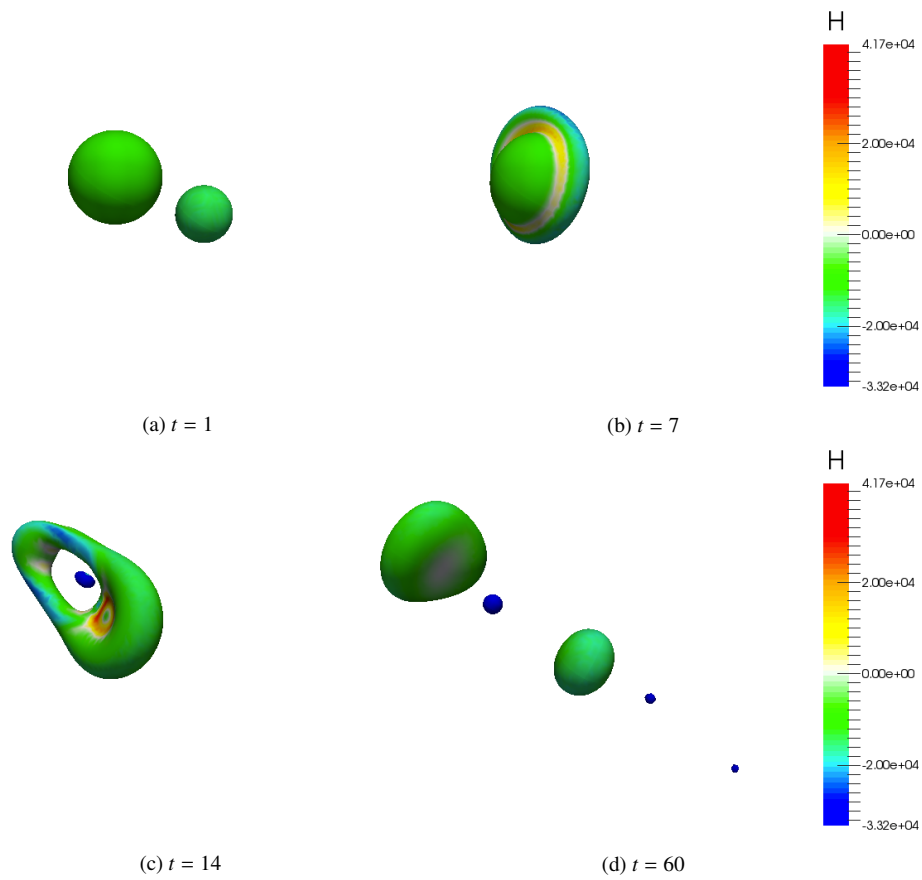 H
4.17e+04
2.00e+04
0.00e+00
-2.00e+04
-3.32e+04
(a) t = 1
(b) t = 7
H
4.17e+04
2.00e+04
0.00e+00
-2.00e+04
-3.32e+04
(c) t = 14
(d) t = 60